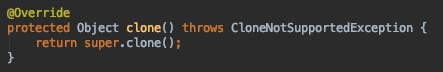 @Override
protected Object clone() throws CloneNotSupportedException {
    return super.clone();
}